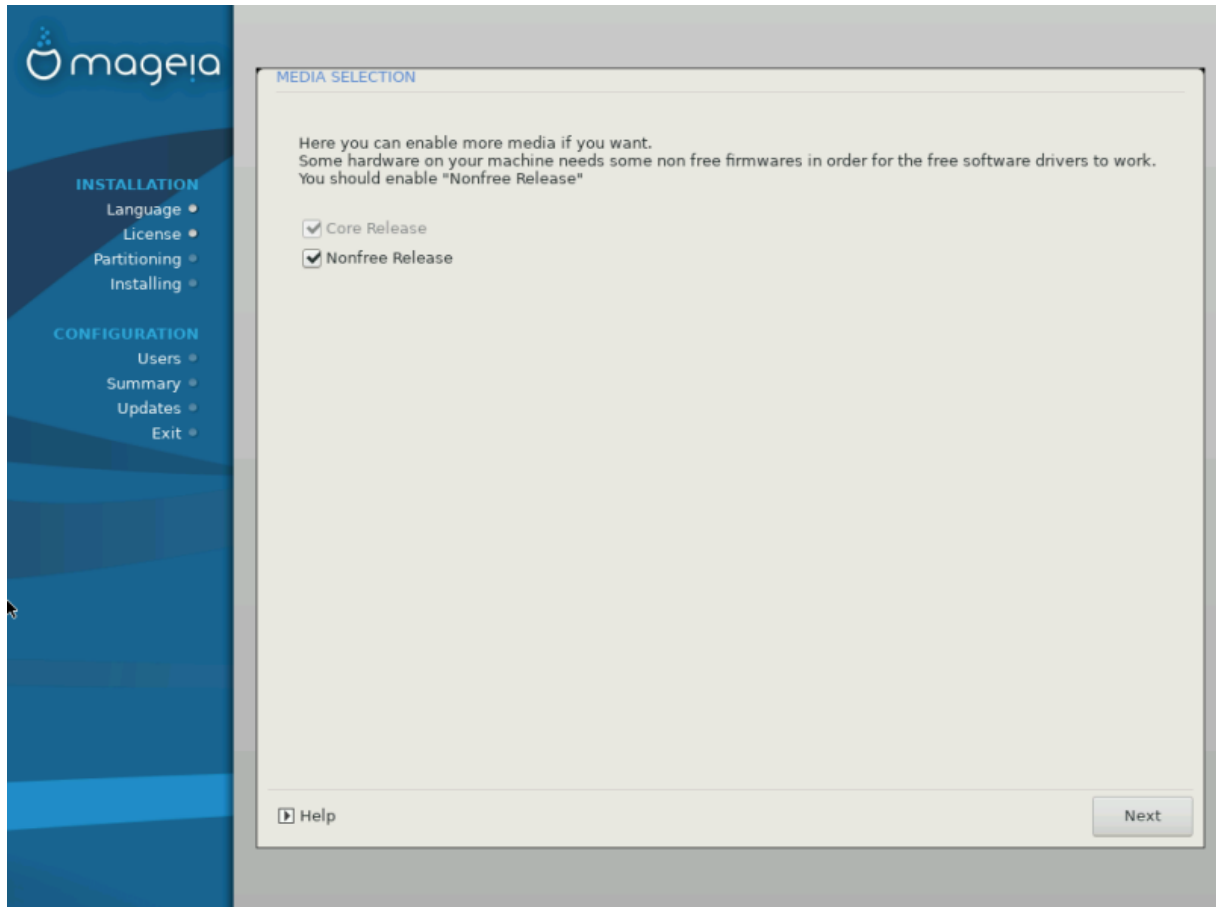 mageia
INSTALLATION
Language
License
Partitioning
Installing
CONFIGURATION
Users
Summary
Updates
Exit
MEDIA SELECTION
Here you can enable more media if you want.
Some hardware on your machine needs some non free firmwares in order for the free software drivers to work.
You should enable "Nonfree Release"
Core Release
Nonfree Release
Help
Next